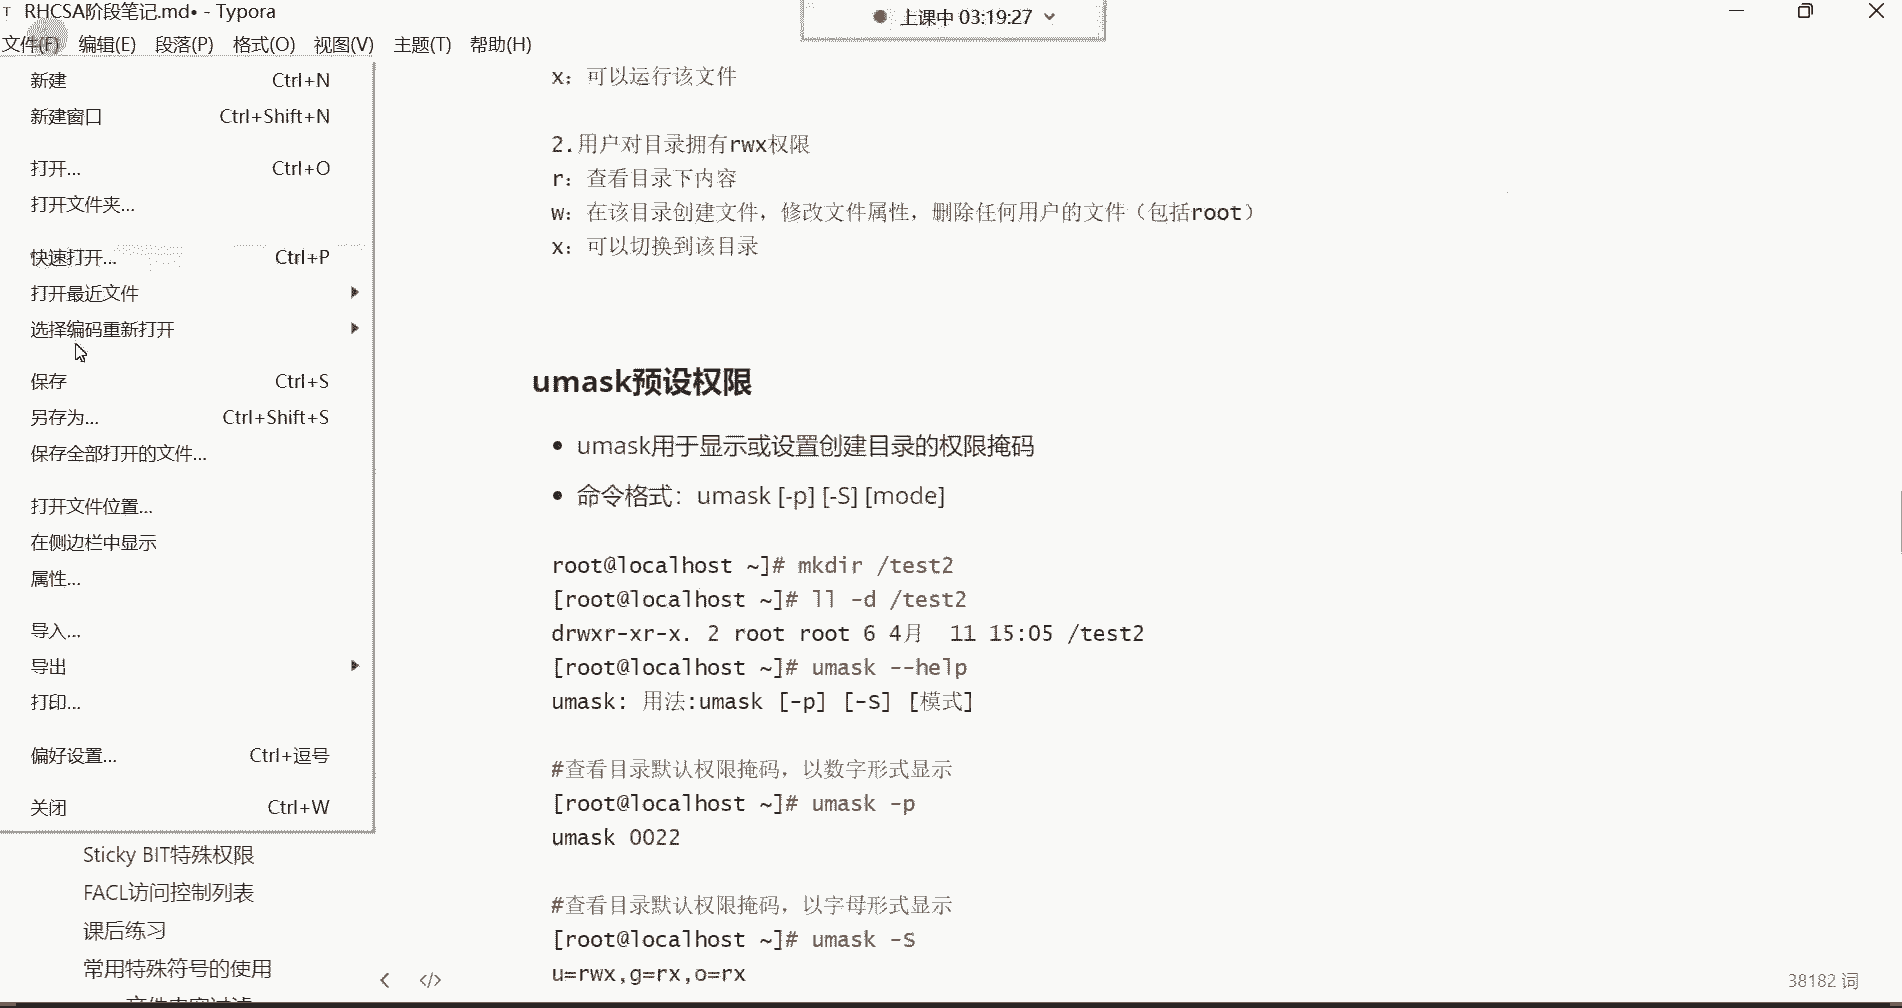 RHCSA阶段笔记.md• - Typora
上课中 03:19:27
文件(F) 编辑(E) 段落(P) 格式(O) 视图(V) 主题(T) 帮助(H)
新建 Ctrl+N
新建窗口 Ctrl+Shift+N
打开... Ctrl+O
打开文件夹...
快速打开... Ctrl+P
打开最近文件
选择编码重新打开
保存 Ctrl+S
另存为... Ctrl+Shift+S
保存全部打开的文件...
打开文件位置...
在侧边栏中显示
属性...
导入...
导出
打印...
偏好设置... Ctrl+逗号
关闭 Ctrl+W
Sticky BIT特殊权限
FACL访问控制列表
课后练习
常用特殊符号的使用
文件内容过滤
x：可以运行该文件
2.用户对目录拥有rwx权限
r：查看目录下内容
w：在该目录创建文件，修改文件属性，删除任何用户的文件（包括root）
x：可以切换到该目录
umask预设权限
• umask用于显示或设置创建目录的权限掩码
• 命令格式：umask [-p] [-S] [mode]
root@localhost ~]# mkdir /test2
[root@localhost ~]# ll -d /test2
drwxr-xr-x. 2 root root 6 4月  11 15:05 /test2
[root@localhost ~]# umask --help
umask: 用法:umask [-p] [-S] [模式]
#查看目录默认权限掩码，以数字形式显示
[root@localhost ~]# umask -p
umask 0022
#查看目录默认权限掩码，以字母形式显示
[root@localhost ~]# umask -S
u=rwx,g=rx,o=rx
38182 词